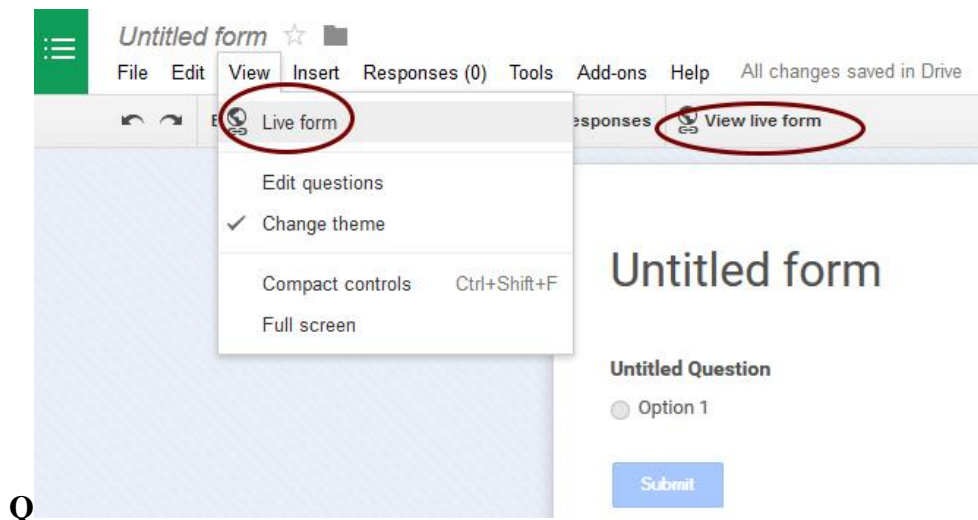 Untitled form
File Edit View Insert Responses (0) Tools Add-ons Help All changes saved in Drive
Live form
View live form
Edit questions
Change theme
Compact controls Ctrl+Shift+F
Full screen
Untitled form
Untitled Question
Option 1
Submit
Q